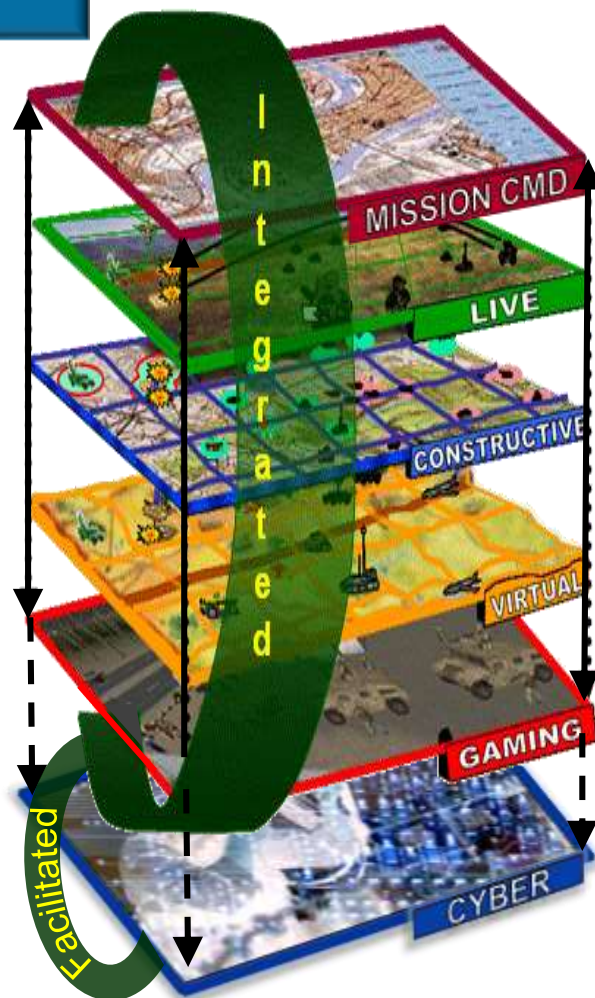 Integrated
MISSION CMD
LIVE
CONSTRUCTIVE
VIRTUAL
GAMING
CYBER
Facilitated